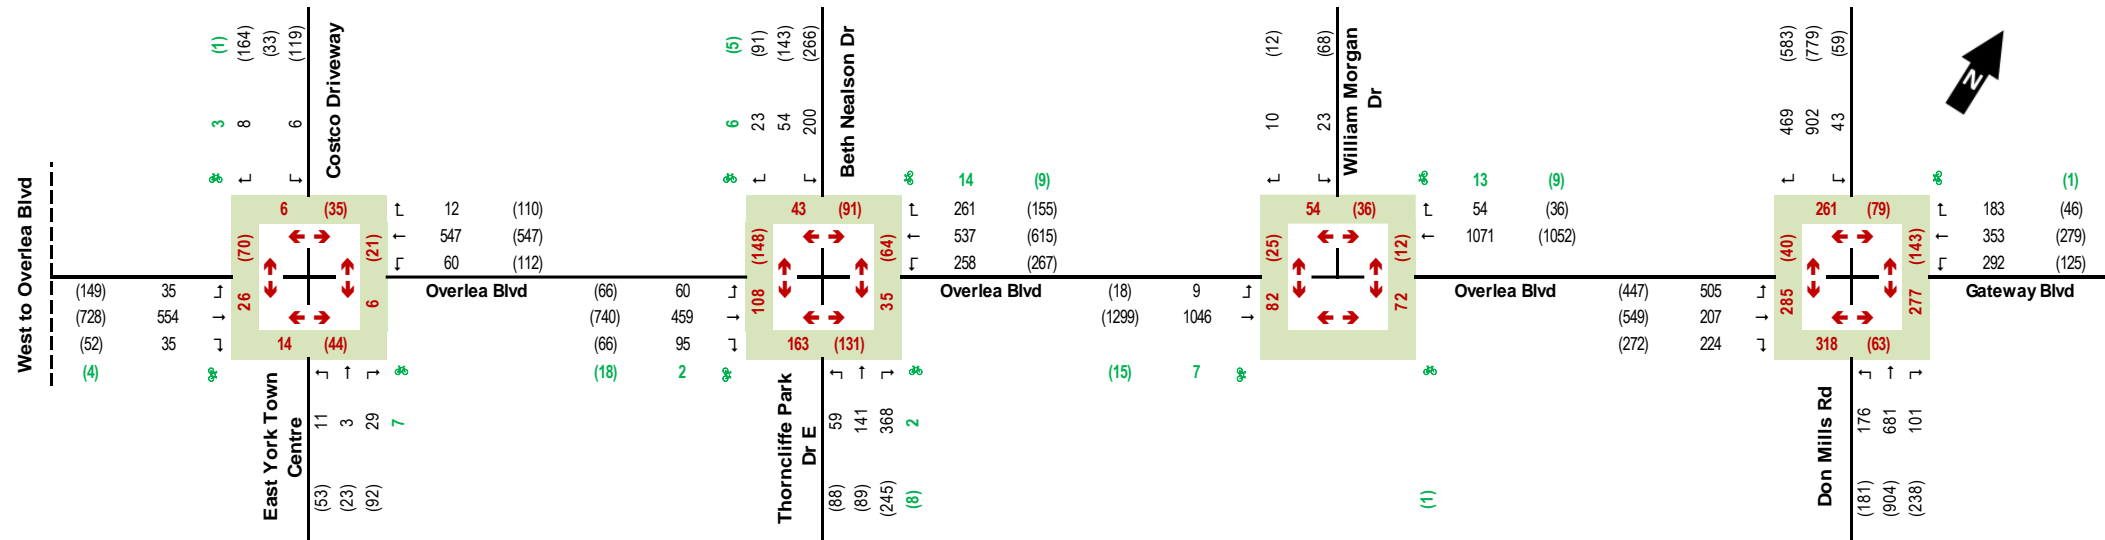 West to Overlea Blvd
(1) (164) (33) (119)
3 8 6
Costco Driveway
6 (35)
(70) 26
(21) 6
14 (44)
12 (110)
547 (547)
60 (112)
(149) 35
(728) 554
(52) 35
(4)
East York Town
Centre
11 3 29 7
(53) (23) (92)
Overlea Blvd
(5) (91) (143) (266)
6 23 54 200
Beth Nealson Dr
43 (91)
(148) 108
(64) 35
163 (131)
14 (9)
261 (155)
537 (615)
258 (267)
(66) 60
(740) 459
(66) 95
(18) 2
Thorncliffe Park
Dr E
59 141 368 2
(88) (89) (245) (8)
Overlea Blvd
(12) (68)
10 23
William Morgan
Dr
54 (36)
(25) 82
(12) 72
13 (9)
54 (36)
1071 (1052)
(18) 9
(1299) 1046
(15) 7
(1)
Overlea Blvd
(583) (779) (59)
469 902 43
N
261 (79)
(40) 285
(143) 277
318 (63)
(1)
183 (46)
353 (279)
292 (125)
(447) 505
(549) 207
(272) 224
Gateway Blvd
Don Mills Rd
176 681 101
(181) (904) (238)